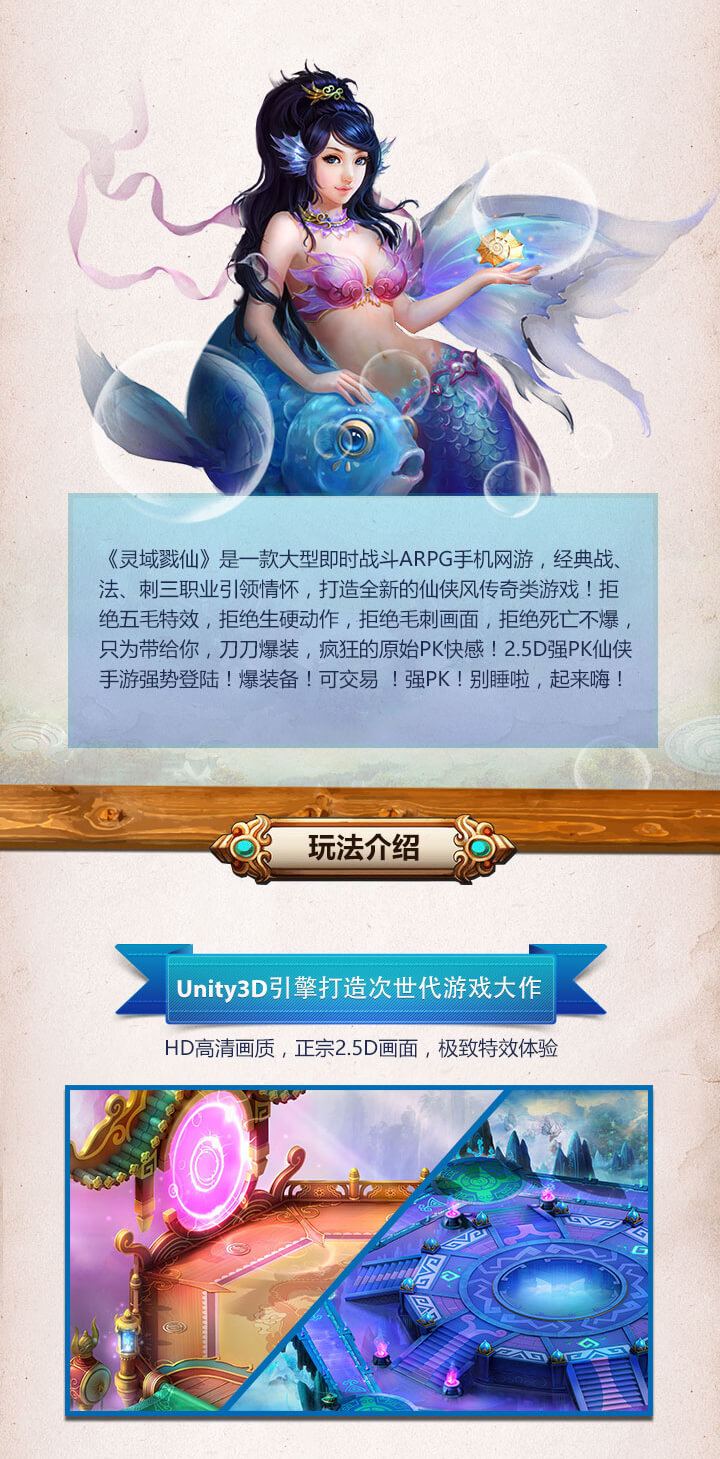 《灵域戮仙》是一款大型即时战斗ARPG手机网游，经典战、
法、刺三职业引领情怀，打造全新的仙侠风传奇类游戏！拒
绝五毛特效，拒绝生硬动作，拒绝毛刺画面，拒绝死亡不爆，
只为带给你，刀刀爆装，疯狂的原始PK快感！2.5D强PK仙侠
手游强势登陆！爆装备！可交易 ！强PK！别睡啦，起来嗨！
玩法介绍
Unity3D引擎打造次世代游戏大作
HD高清画质，正宗2.5D画面，极致特效体验